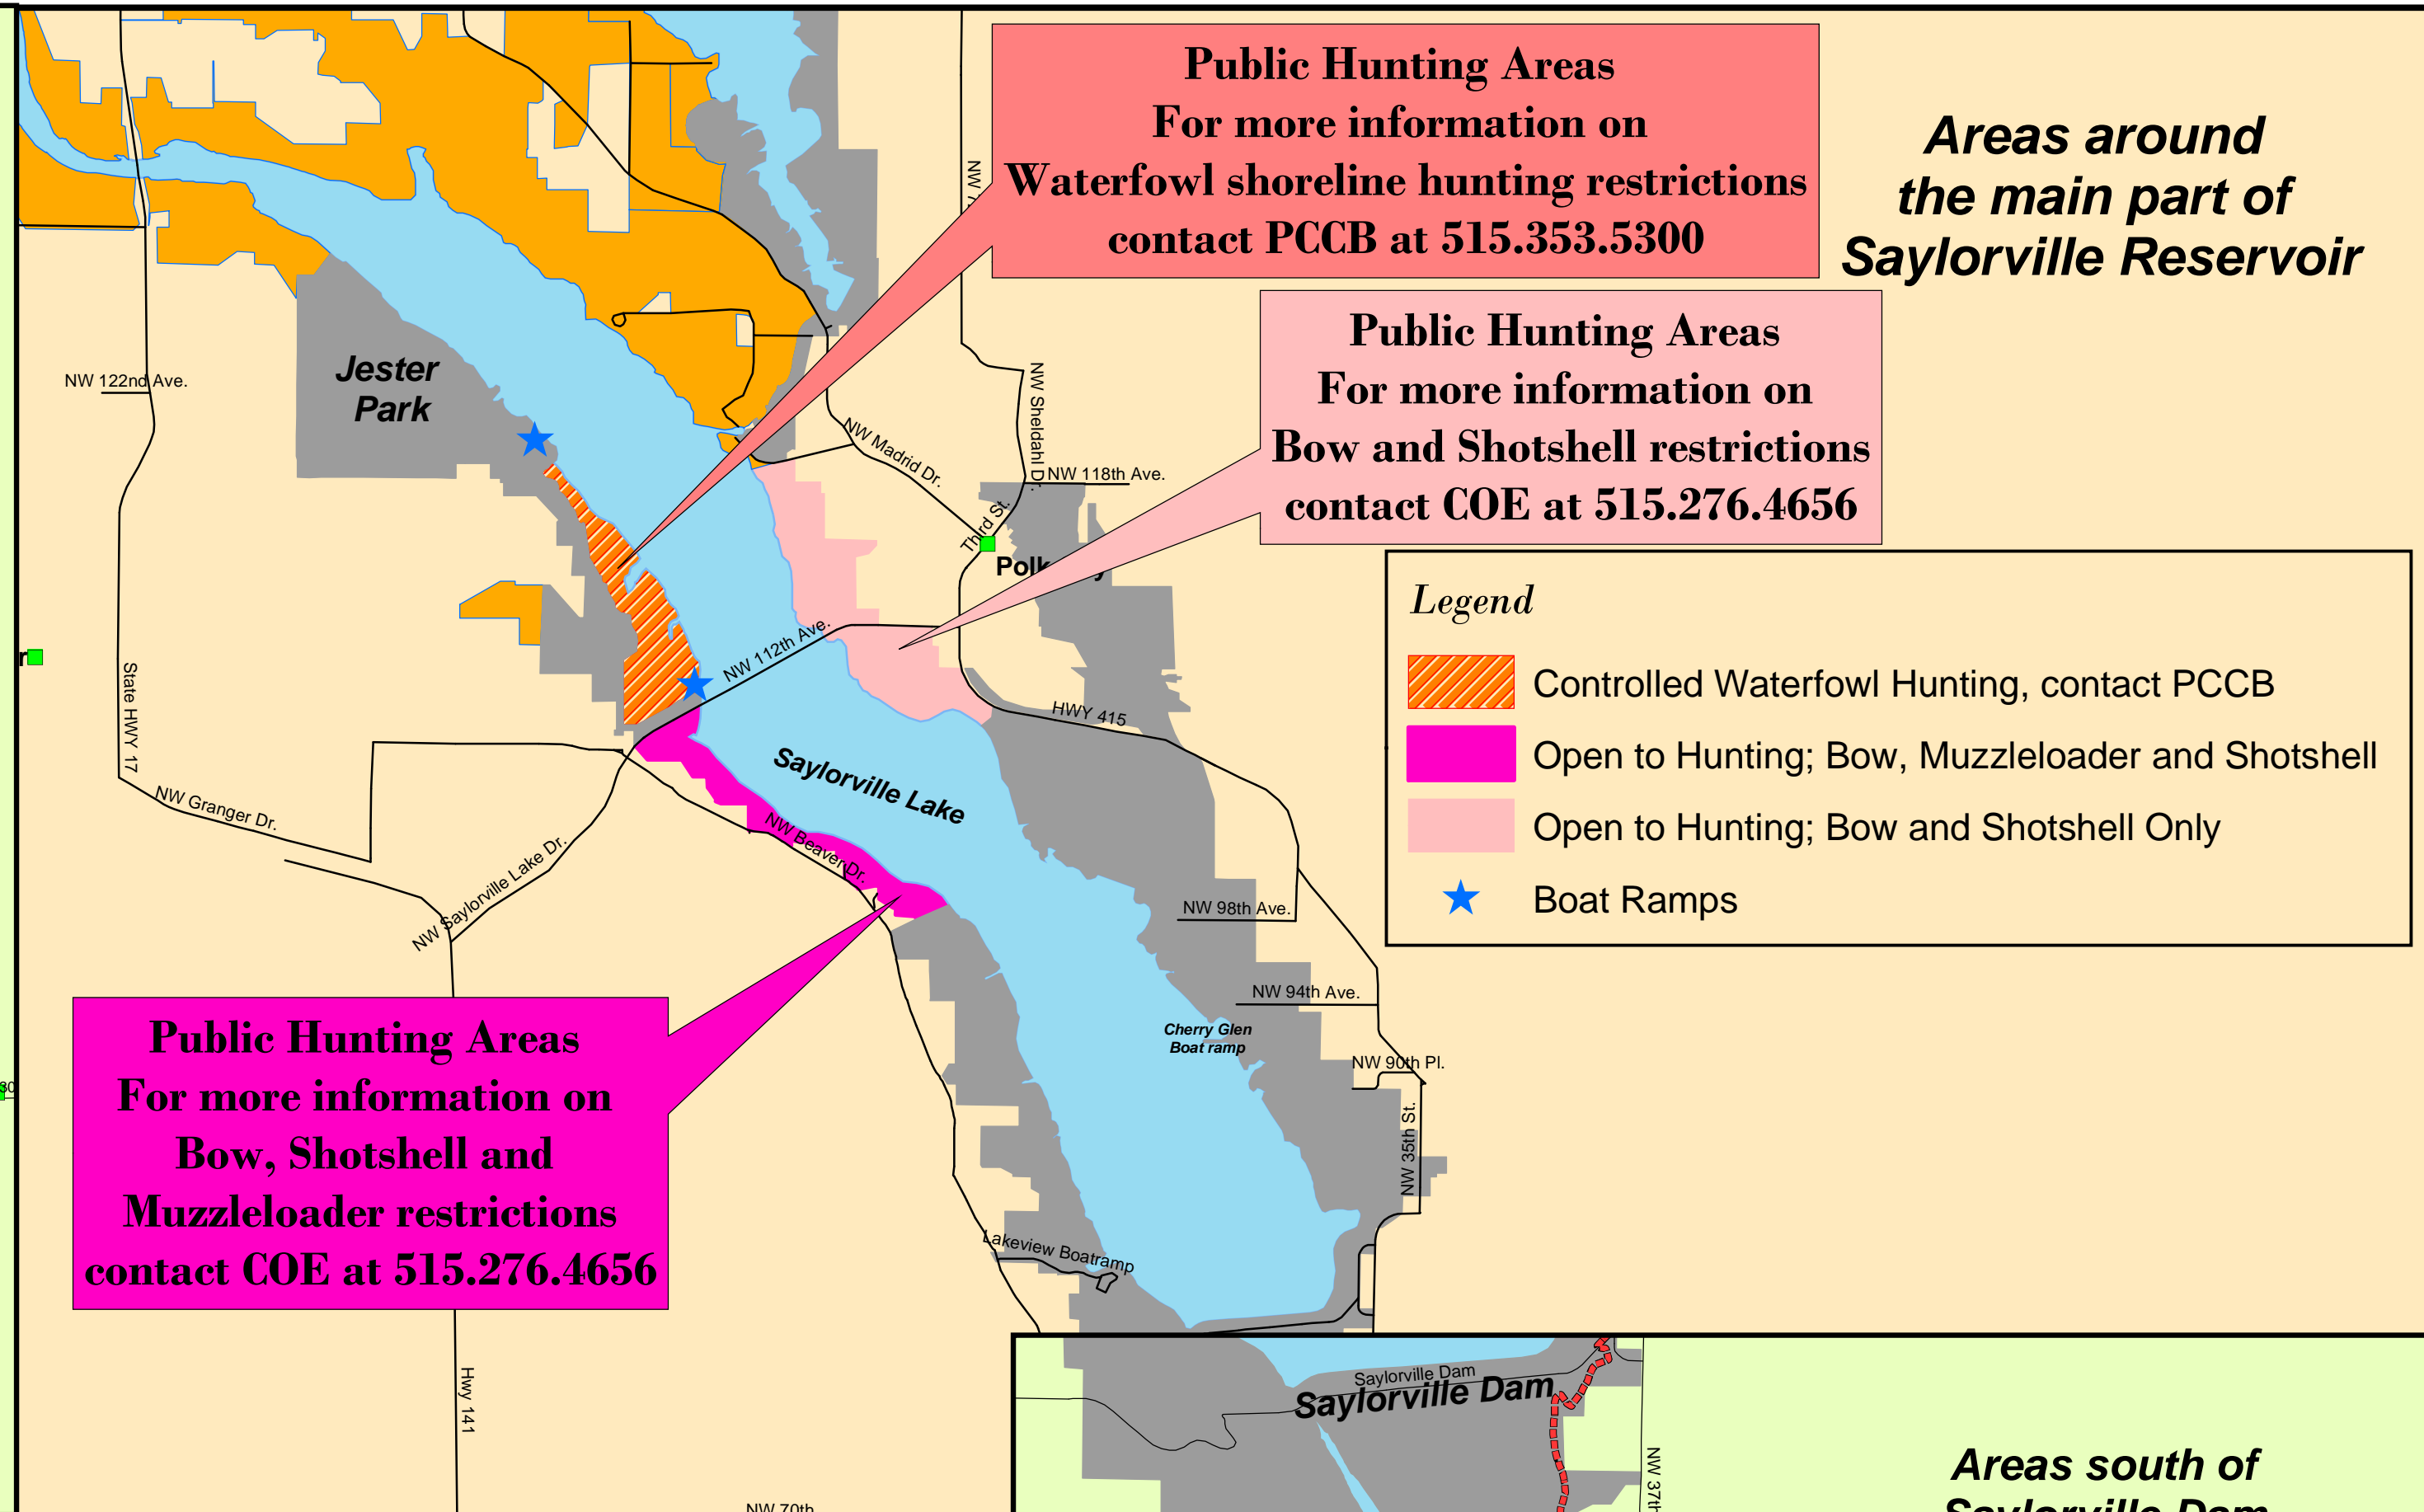 Public Hunting Areas
For more information on
Waterfowl shoreline hunting restrictions
contact PCCB at 515.353.5300
Areas around
the main part of
Saylorville Reservoir
Public Hunting Areas
For more information on
Bow and Shotshell restrictions
contact COE at 515.276.4656
Jester
Park
NW 122nd Ave.
NW
NW Sheldahl Dr.
NW Madrid Dr.
NW 118th Ave.
Third St.
Legend
Controlled Waterfowl Hunting, contact PCCB
Open to Hunting; Bow, Muzzleloader and Shotshell
Open to Hunting; Bow and Shotshell Only
Boat Ramps
NW 112th Ave.
State HWY 17
HWY 415
Saylorville Lake
NW Granger Dr.
NW Beaver Dr.
NW Saylorville Lake Dr.
NW 98th Ave.
NW 94th Ave.
Cherry Glen
Boat ramp
NW 90th Pl.
NW 35th St.
Public Hunting Areas
For more information on
Bow, Shotshell and
Muzzleloader restrictions
contact COE at 515.276.4656
Lakeview Boatramp
Hwy 141
Saylorville Dam
Saylorville Dam
NW 37th
NW 70th
Areas south of
Saylorville Dam